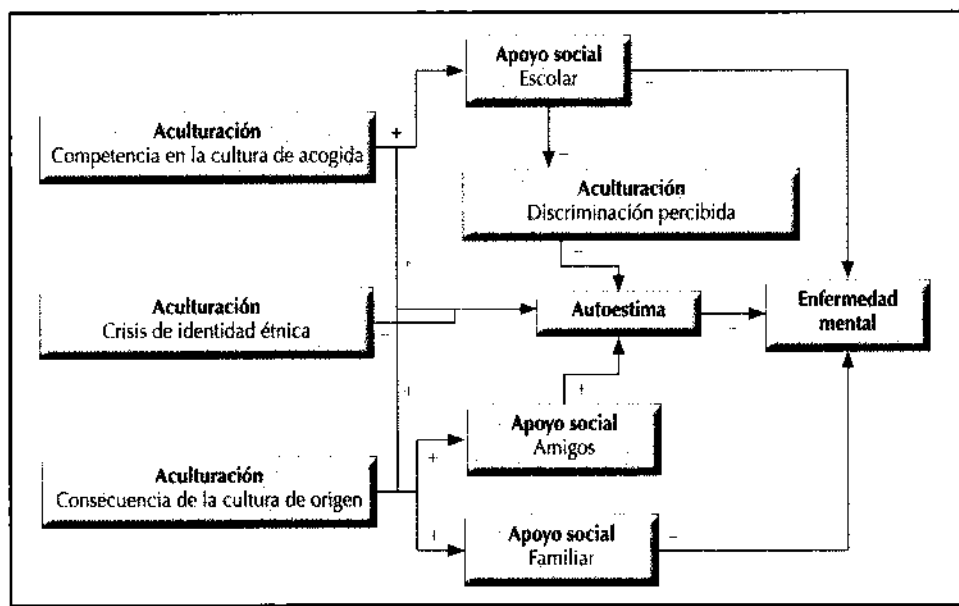 Apoyo social
Escolar
Aculturación
Competencia en la cultura de acogida
+
−
−
Aculturación
Discriminación percibida
−
Aculturación
Crisis de identidad étnica
−
+
Autoestima
−
Enfermedad
mental
+
+
Apoyo social
Amigos
+
Aculturación
Consecuencia de la cultura de origen
+
Apoyo social
Familiar
−